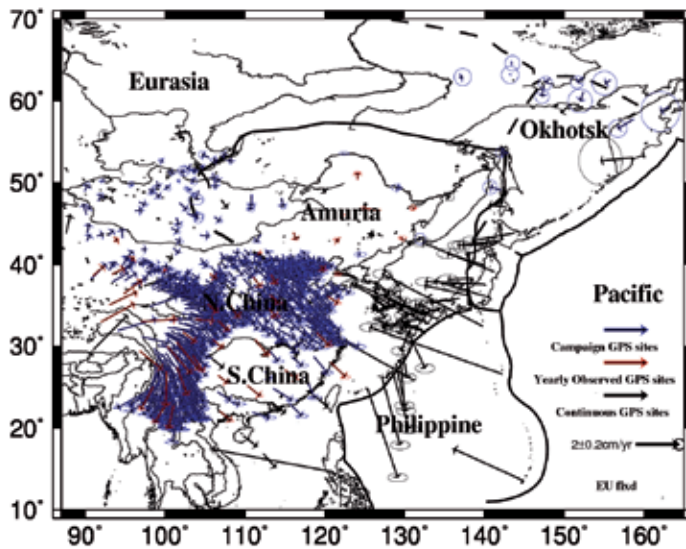 70˚
60˚
50˚
40˚
30˚
20˚
10˚
Eurasia
Okhotsk
Amuria
N.China
S.China
Philippine
Pacific
Campaign GPS sites
Yearly Observed GPS sites
Continuous GPS sites
2±0.2cm/yr
EU fixd
90˚ 100˚ 110˚ 120˚ 130˚ 140˚ 150˚ 160˚